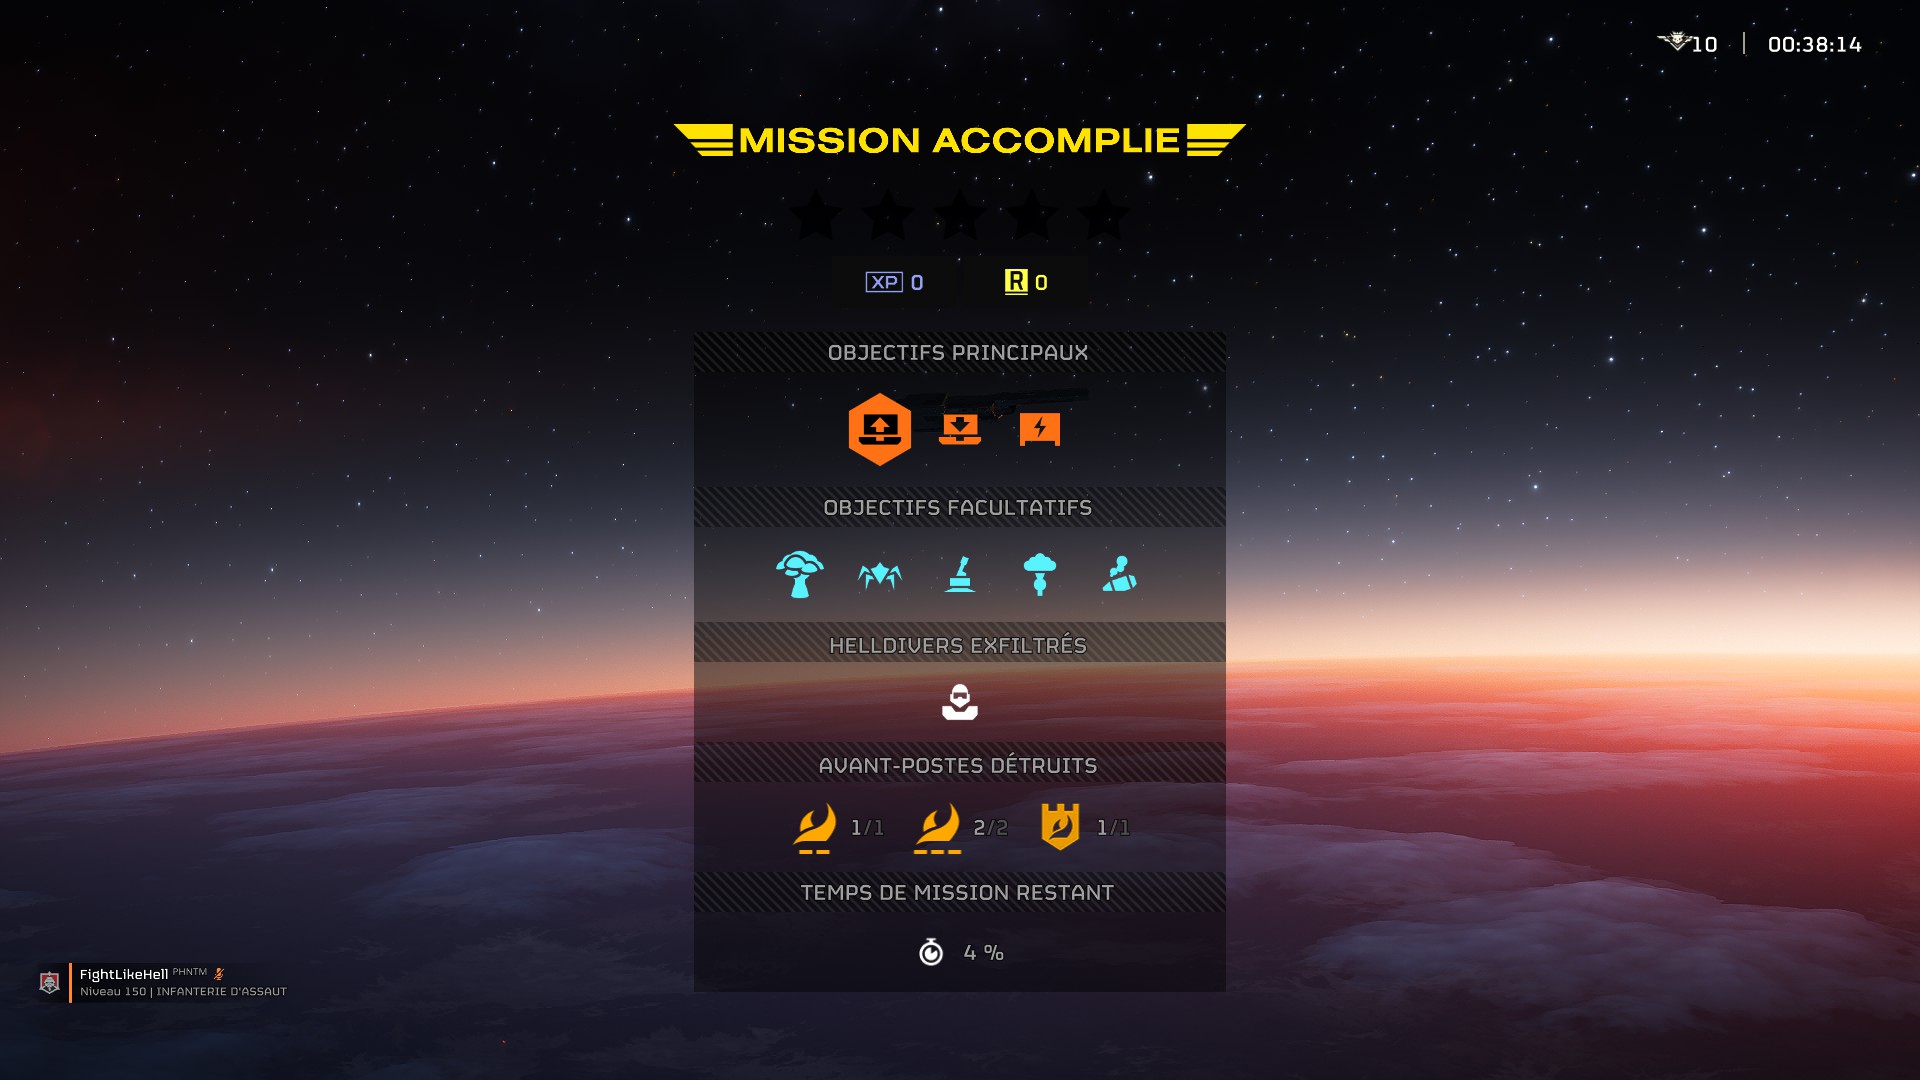 10 | 00:38:14
MISSION ACCOMPLIE
XP 0
R 0
OBJECTIFS PRINCIPAUX
OBJECTIFS FACULTATIFS
HELLDIVERS EXFILTRÉS
AVANT-POSTES DÉTRUITS
1/1 2/2 1/1
TEMPS DE MISSION RESTANT
4 %
FightLikeHell PHNTM
Niveau 150 | INFANTERIE D'ASSAUT